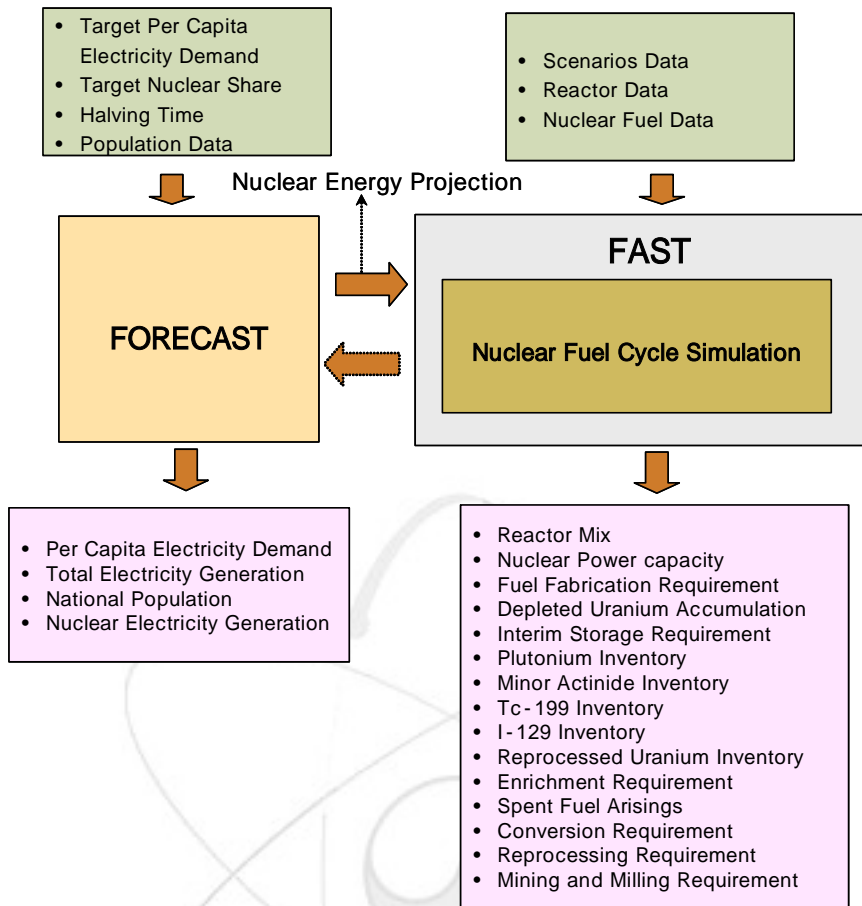 • Target Per Capita
Electricity Demand
• Target Nuclear Share
• Halving Time
• Population Data
• Scenarios Data
• Reactor Data
• Nuclear Fuel Data
Nuclear Energy Projection
FORECAST
FAST
Nuclear Fuel Cycle Simulation
• Per Capita Electricity Demand
• Total Electricity Generation
• National Population
• Nuclear Electricity Generation
• Reactor Mix
• Nuclear Power capacity
• Fuel Fabrication Requirement
• Depleted Uranium Accumulation
• Interim Storage Requirement
• Plutonium Inventory
• Minor Actinide Inventory
• Tc-199 Inventory
• I-129 Inventory
• Reprocessed Uranium Inventory
• Enrichment Requirement
• Spent Fuel Arisings
• Conversion Requirement
• Reprocessing Requirement
• Mining and Milling Requirement